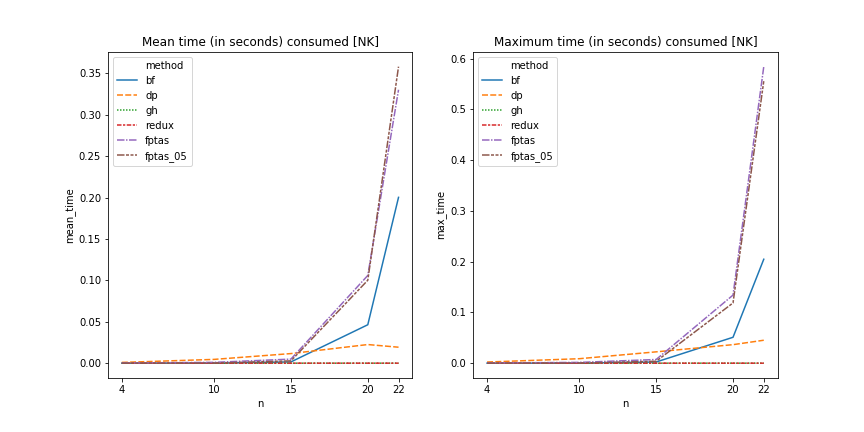 Mean time (in seconds) consumed [NK]
mean_time
0.35
0.30
0.25
0.20
0.15
0.10
0.05
0.00
method
bf
dp
gh
redux
fptas
fptas_05
4 10 15 20 22
n
Maximum time (in seconds) consumed [NK]
max_time
0.6
0.5
0.4
0.3
0.2
0.1
0.0
method
bf
dp
gh
redux
fptas
fptas_05
4 10 15 20 22
n